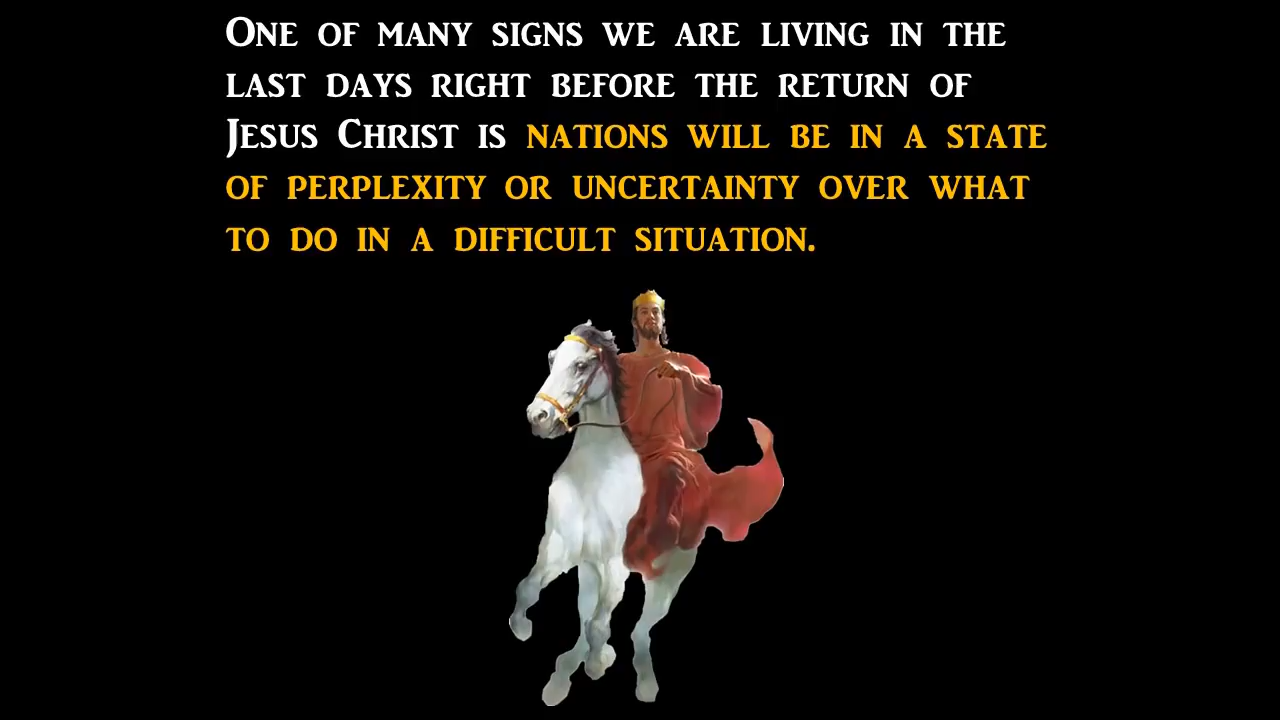 One of many signs we are living in the
last days right before the return of
Jesus Christ is nations will be in a state
of perplexity or uncertainty over what
to do in a difficult situation.